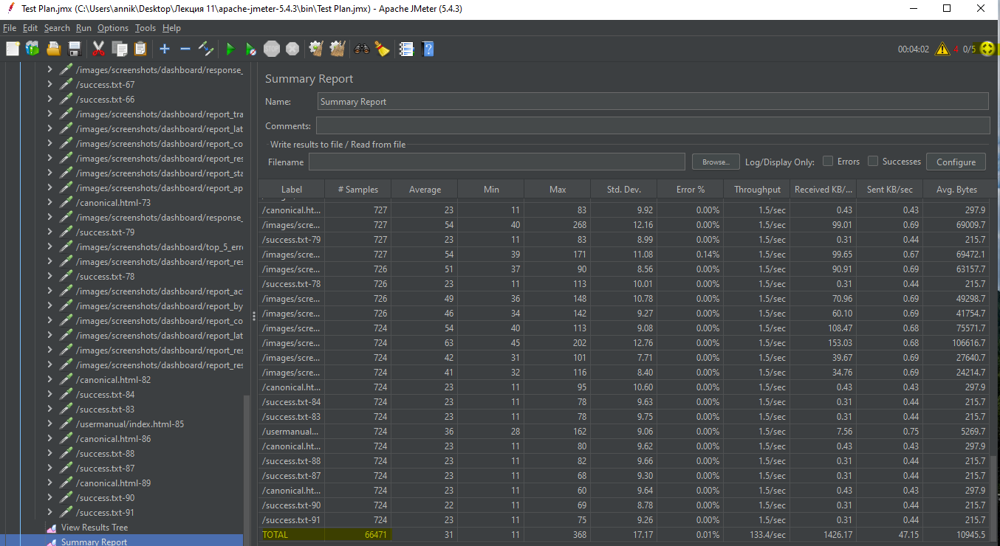 Test Plan.jmx (C:\Users\annik\Desktop\Лекция 11\apache-jmeter-5.4.3\bin\Test Plan.jmx) - Apache JMeter (5.4.3)
File Edit Search Run Options Tools Help
STOP 00:04:02 4 0/5
/images/screenshots/dashboard/response_
/success.txt-67
/success.txt-66
/images/screenshots/dashboard/report_tra
/images/screenshots/dashboard/report_lat
/images/screenshots/dashboard/report_co
/images/screenshots/dashboard/report_res
/images/screenshots/dashboard/report_sta
/images/screenshots/dashboard/report_ap
/canonical.html-73
/images/screenshots/dashboard/response_
/success.txt-79
/images/screenshots/dashboard/top_5_erre
/images/screenshots/dashboard/report_res
/success.txt-78
/images/screenshots/dashboard/report_ac
/images/screenshots/dashboard/report_by
/images/screenshots/dashboard/report_co
/images/screenshots/dashboard/report_lat
/images/screenshots/dashboard/report_res
/images/screenshots/dashboard/report_res
/canonical.html-82
/success.txt-84
/success.txt-83
/usermanual/index.html-85
/canonical.html-86
/success.txt-88
/success.txt-87
/canonical.html-89
/success.txt-90
/success.txt-91
View Results Tree
Summary Report
Summary Report
Name: Summary Report
Comments:
Write results to file / Read from file
Filename Browse... Log/Display Only: Errors Successes Configure
Label # Samples Average Min Max Std. Dev. Error % Throughput Received KB/... Sent KB/sec Avg. Bytes
/canonical.ht... 727 23 11 83 9.92 0.00% 1.5/sec 0.43 0.43 297.9
/images/scre... 727 54 40 268 12.16 0.00% 1.5/sec 99.01 0.69 69009.7
/success.txt-79 727 23 11 83 8.99 0.00% 1.5/sec 0.31 0.44 215.7
/images/scre... 727 54 39 171 11.08 0.14% 1.5/sec 99.65 0.67 69472.1
/images/scre... 726 51 37 90 8.56 0.00% 1.5/sec 90.91 0.69 63157.7
/success.txt-78 726 23 11 113 10.01 0.00% 1.5/sec 0.31 0.44 215.7
/images/scre... 726 49 36 148 10.78 0.00% 1.5/sec 70.96 0.69 49298.7
/images/scre... 726 46 34 142 9.27 0.00% 1.5/sec 60.10 0.69 41754.7
/images/scre... 724 54 40 113 9.08 0.00% 1.5/sec 108.47 0.68 75571.7
/images/scre... 724 63 45 202 12.76 0.00% 1.5/sec 153.03 0.68 106616.7
/images/scre... 724 42 31 101 7.71 0.00% 1.5/sec 39.67 0.69 27640.7
/images/scre... 724 41 32 116 8.40 0.00% 1.5/sec 34.76 0.69 24214.7
/canonical.ht... 724 23 11 95 10.60 0.00% 1.5/sec 0.43 0.43 297.9
/success.txt-84 724 23 11 78 9.63 0.00% 1.5/sec 0.31 0.44 215.7
/success.txt-83 724 23 11 78 9.75 0.00% 1.5/sec 0.31 0.44 215.7
/usermanual... 724 36 28 162 9.06 0.00% 1.5/sec 7.56 0.75 5269.7
/canonical.ht... 724 23 11 80 9.62 0.00% 1.5/sec 0.43 0.43 297.9
/success.txt-88 724 23 11 82 9.66 0.00% 1.5/sec 0.31 0.44 215.7
/success.txt-87 724 23 11 68 9.30 0.00% 1.5/sec 0.31 0.44 215.7
/canonical.ht... 724 23 11 60 9.64 0.00% 1.5/sec 0.43 0.43 297.9
/success.txt-90 724 22 11 69 8.78 0.00% 1.5/sec 0.31 0.44 215.7
/success.txt-91 724 23 11 75 9.26 0.00% 1.5/sec 0.31 0.44 215.7
TOTAL 66471 31 11 368 17.17 0.01% 133.4/sec 1426.17 47.15 10945.5